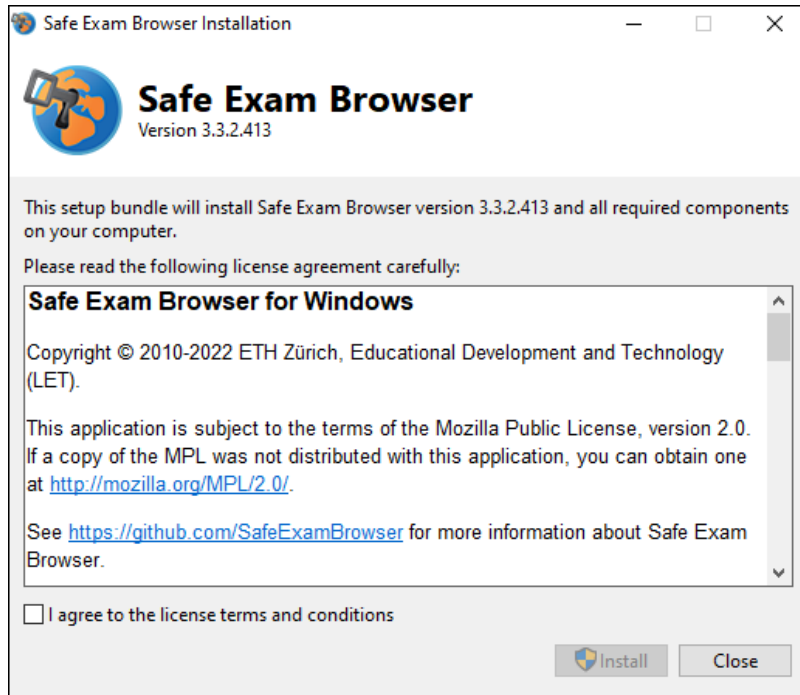 Safe Exam Browser Installation
Safe Exam Browser
Version 3.3.2.413
This setup bundle will install Safe Exam Browser version 3.3.2.413 and all required components
on your computer.
Please read the following license agreement carefully:
Safe Exam Browser for Windows
Copyright © 2010-2022 ETH Zürich, Educational Development and Technology
(LET).
This application is subject to the terms of the Mozilla Public License, version 2.0.
If a copy of the MPL was not distributed with this application, you can obtain one
at http://mozilla.org/MPL/2.0/.
See https://github.com/SafeExamBrowser for more information about Safe Exam
Browser.
I agree to the license terms and conditions
Install
Close